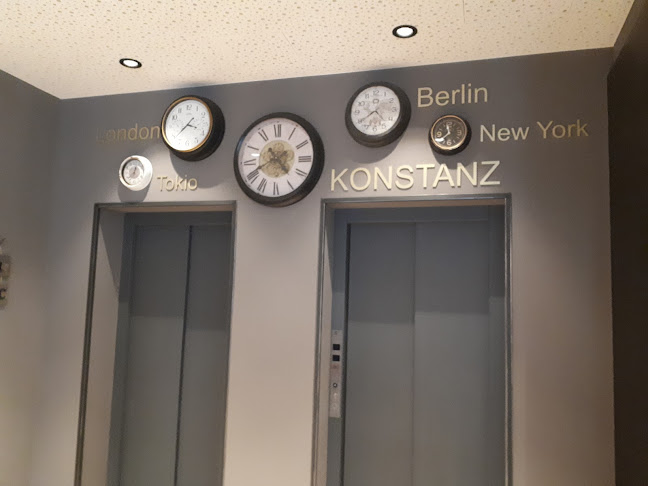 London
Berlin
New York
Tokio
KONSTANZ